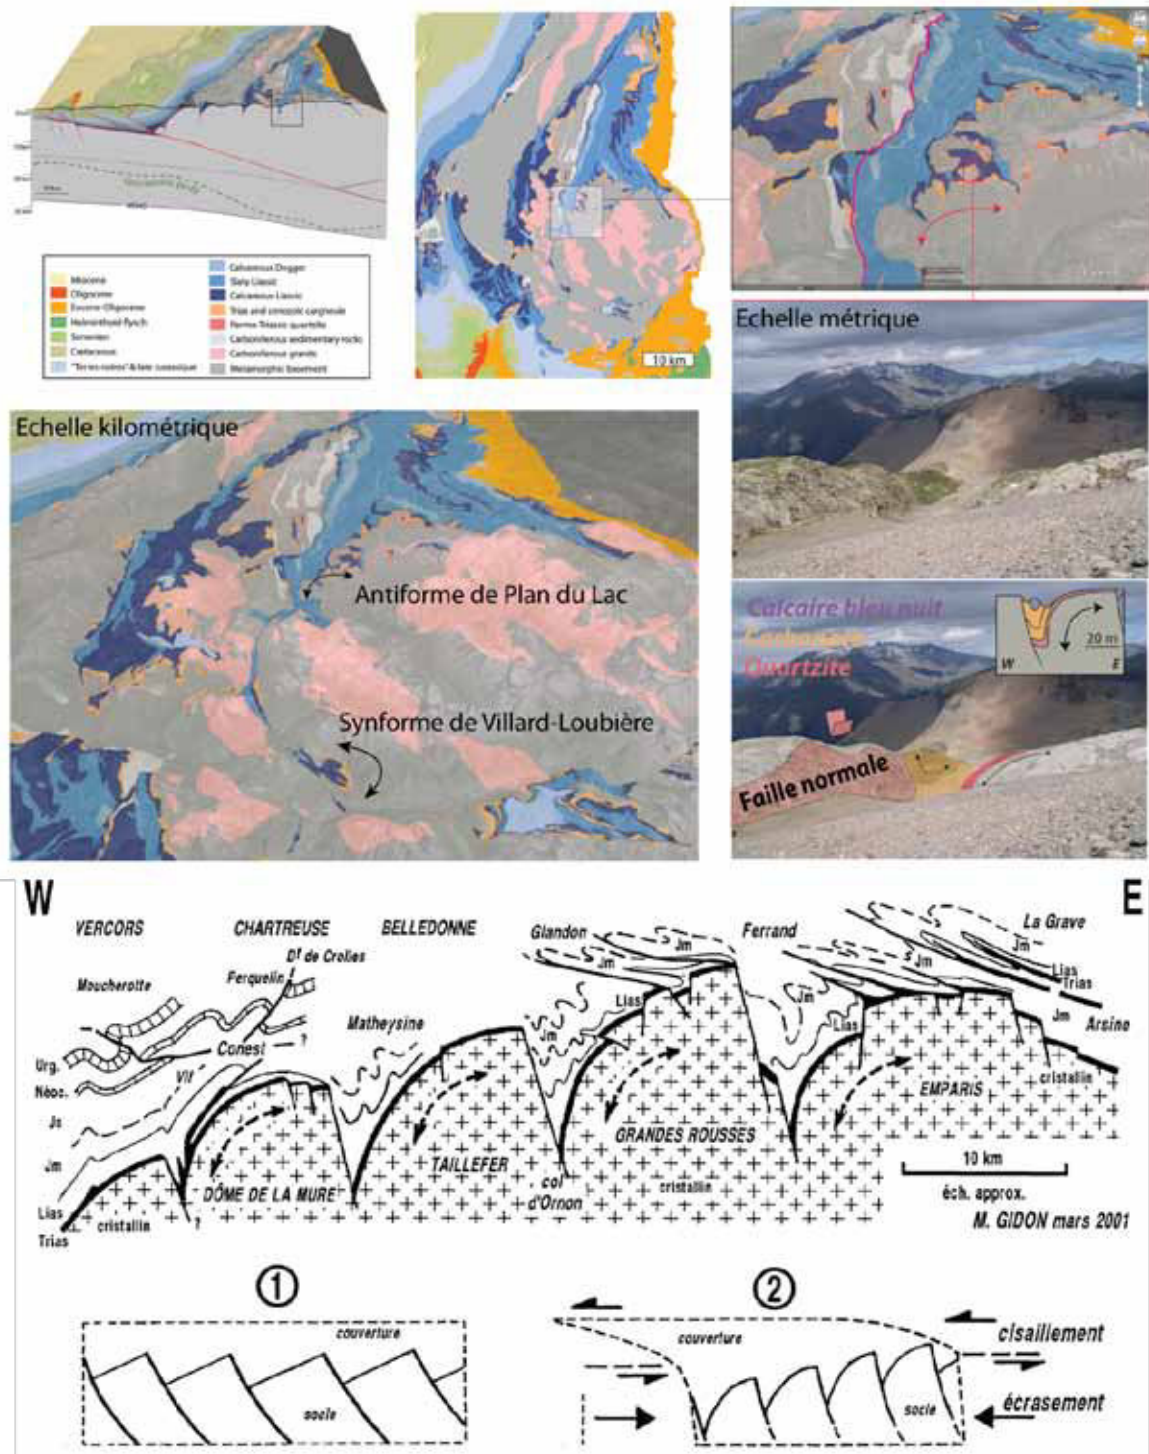 Miocene
Oligocene
Eocene-Oligocene
Helminthoid flysch
Senonian
Cretaceous
"Terres noires" & late Jurassique
Calcareous Dogger
Slaty Liassic
Calcareous Liassic
Trias and cenozoic cargneule
Permo-Triassic quartzite
Carboniferous sedimentary rocks
Carboniferous granite
Metamorphic basement
10 km
Echelle métrique
Echelle kilométrique
Antiforme de Plan du Lac
Synforme de Villard-Loubière
Calcaire bleu nuit
Quartzite
20 m
W
E
Faille normale
W
E
VERCORS
CHARTREUSE
BELLEDONNE
Glandon
Ferrand
La Grave
Dt de Crolles
Moucherotte
Ferquelin
Jm
Jm
Jm
Jm
Lias
Trias
Matheysine
Lias
Jm
Jm
Arsine
Urg.
Conest
?
Jm
Lias
Néoc.
Vif
cristallin
Js
EMPARIS
GRANDES ROUSSES
Jm
TAILLEFER
10 km
DÔME DE LA MURE
col
d'Ornon
cristallin
éch. approx.
Lias
cristallin
?
M. GIDON mars 2001
Trias
1
2
couverture
couverture
cisaillement
socle
socle
écrasement